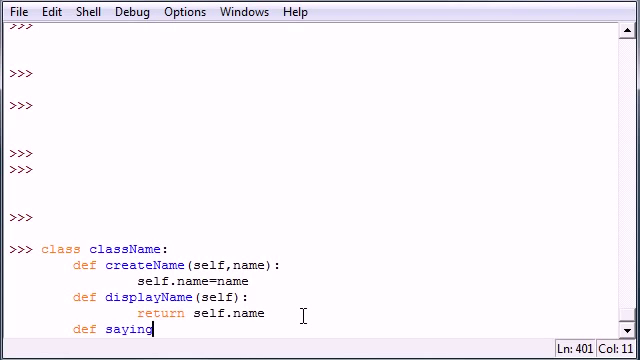 File Edit Shell Debug Options Windows Help
>>>
>>>
>>>
>>>
>>>
>>>
>>> class className:
def createName(self,name):
self.name=name
def displayName(self):
return self.name
def saying
Ln: 401 Col: 11